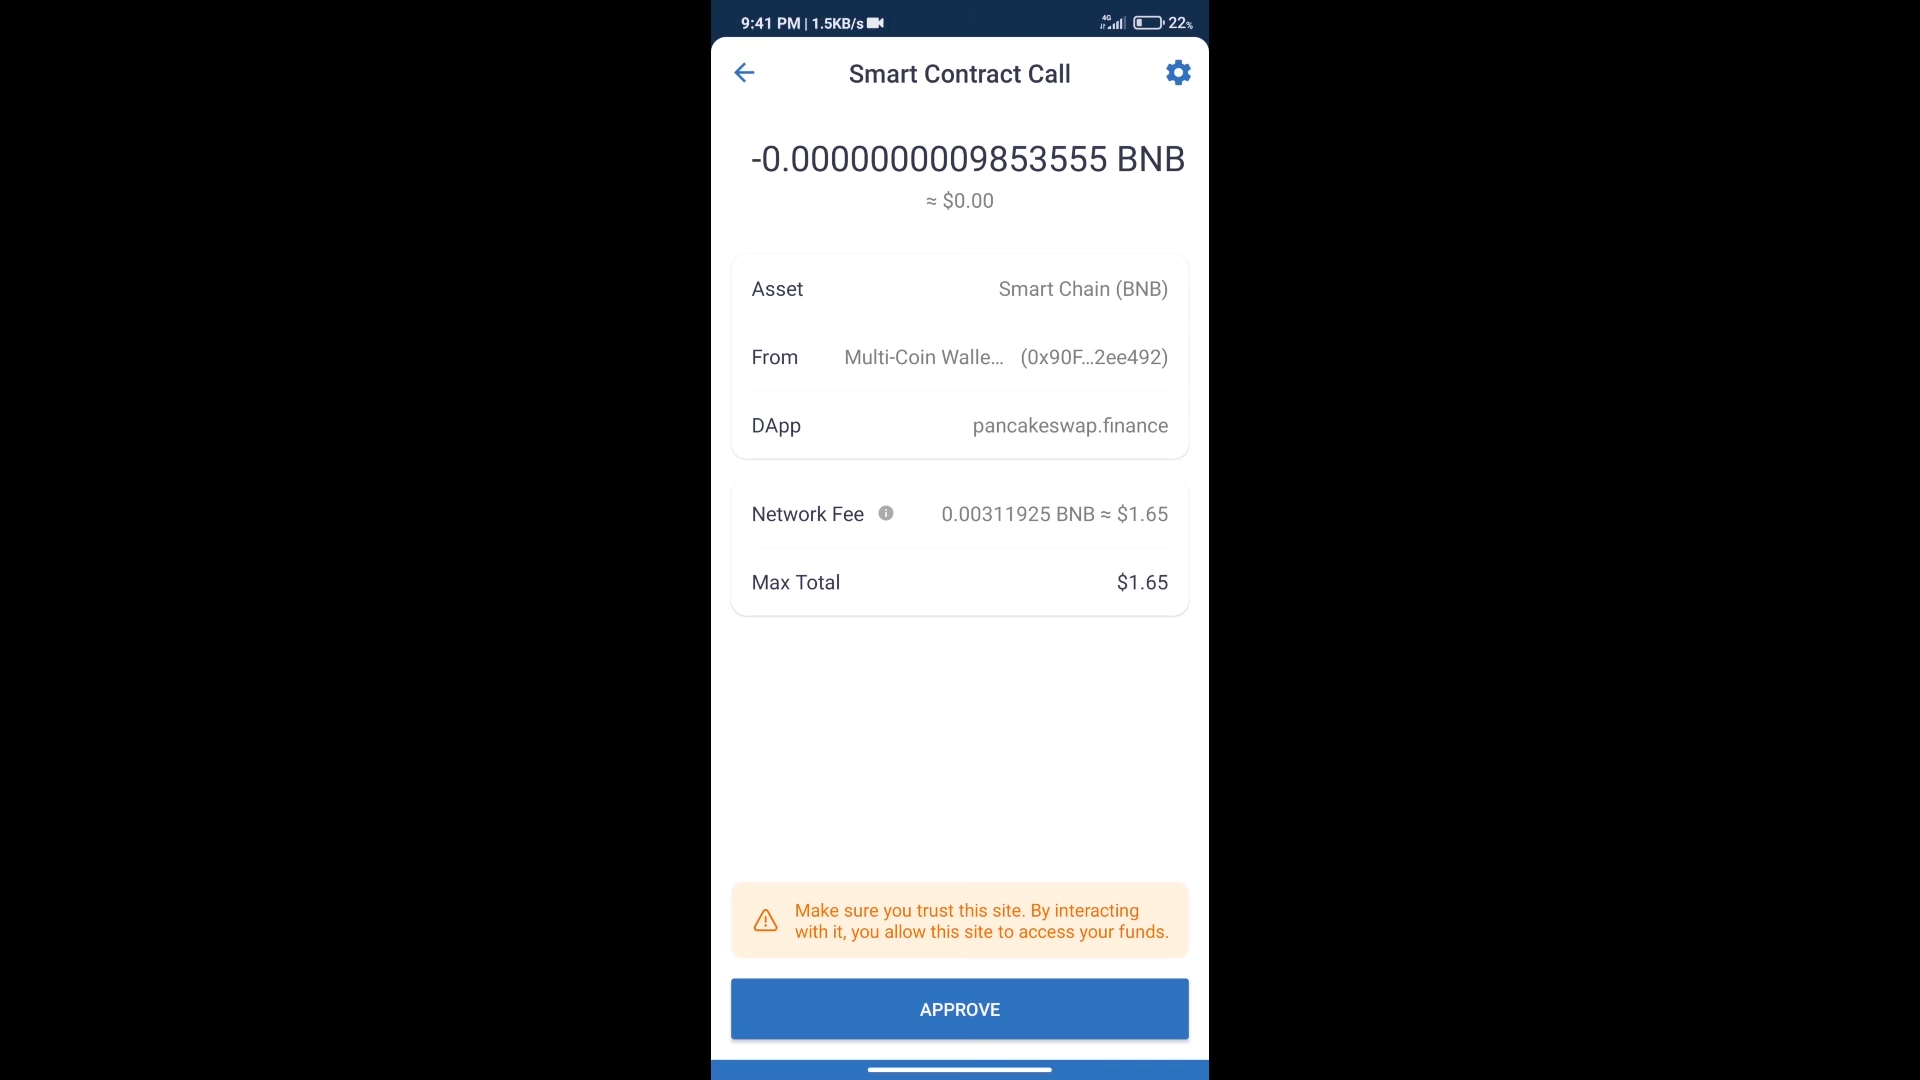 9:41 PM | 1.5KB/s 4G 22%
Smart Contract Call
-0.0000000009853555 BNB
≈ $0.00
Asset Smart Chain (BNB)
From Multi-Coin Walle... (0x90F...2ee492)
DApp pancakeswap.finance
Network Fee 0.00311925 BNB ≈ $1.65
Max Total $1.65
Make sure you trust this site. By interacting
with it, you allow this site to access your funds.
APPROVE